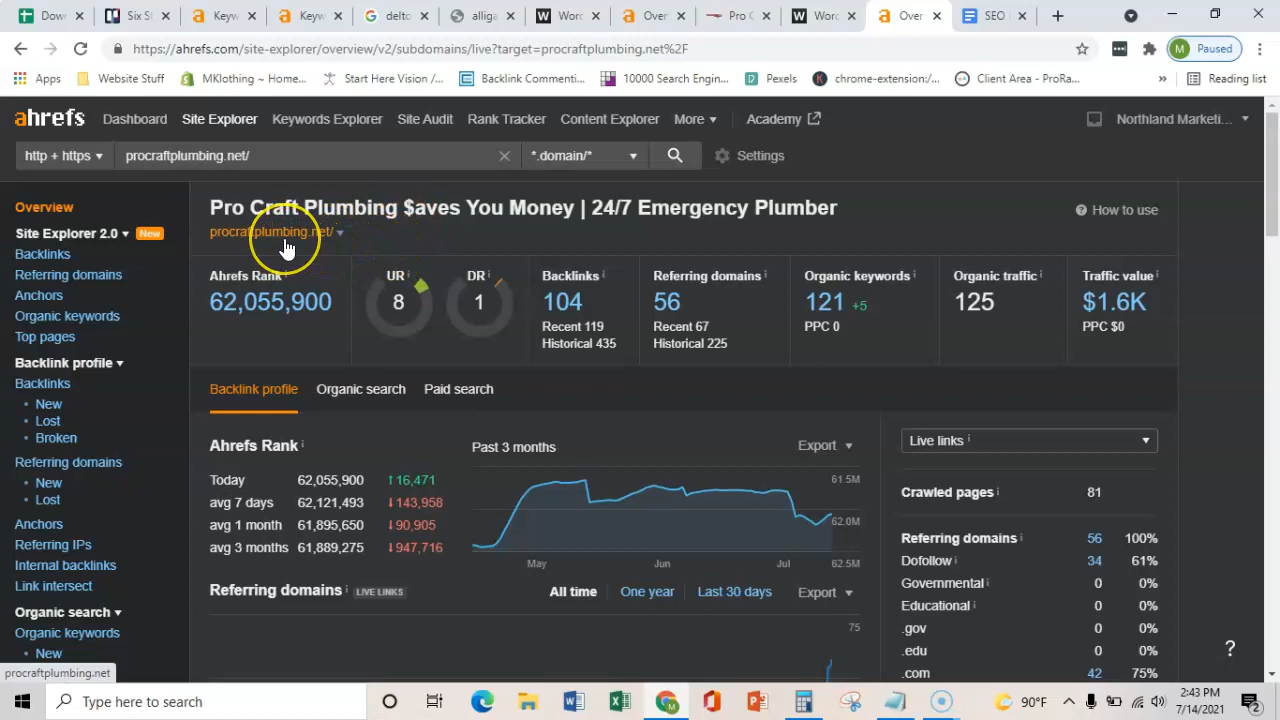 Dow
Six St
Keyw
Keyw
delto
alliga
Worc
Over
Pro C
Worc
Over
SEO
https://ahrefs.com/site-explorer/overview/v2/subdomains/live?target=procraftplumbing.net%2F
M Paused
Apps
Website Stuff
MKlothing ~ Home...
Start Here Vision /...
Backlink Commenti...
10000 Search Engin...
Pexels
chrome-extension:/...
Client Area - ProRa...
»
Reading list
ahrefs
Dashboard
Site Explorer
Keywords Explorer
Site Audit
Rank Tracker
Content Explorer
More
Academy
Northland Marketi...
http + https
procraftplumbing.net/
*.domain/*
Settings
Overview
Site Explorer 2.0
New
Backlinks
Referring domains
Anchors
Organic keywords
Top pages
Backlink profile
Backlinks
• New
• Lost
• Broken
Referring domains
• New
• Lost
Anchors
Referring IPs
Internal backlinks
Link intersect
Organic search
Organic keywords
• New
procraftplumbing.net
Pro Craft Plumbing $aves You Money | 24/7 Emergency Plumber
How to use
procraftplumbing.net/
Ahrefs Rank
62,055,900
UR
8
DR
1
Backlinks
104
Recent 119
Historical 435
Referring domains
56
Recent 67
Historical 225
Organic keywords
121 +5
PPC 0
Organic traffic
125
Traffic value
$1.6K
PPC $0
Backlink profile
Organic search
Paid search
Ahrefs Rank
Past 3 months
Export
Today 62,055,900 ↑16,471
avg 7 days 62,121,493 ↓143,958
avg 1 month 61,895,650 ↓90,905
avg 3 months 61,889,275 ↓947,716
61.5M
62.0M
62.5M
May
Jun
Jul
Referring domains LIVE LINKS
All time
One year
Last 30 days
Export
75
Live links
Crawled pages 81
Referring domains 56 100%
Dofollow 34 61%
Governmental 0 0%
Educational 0 0%
.gov 0 0%
.edu 0 0%
.com 42 75%
?
Type here to search
90°F
2:43 PM
7/14/2021
2